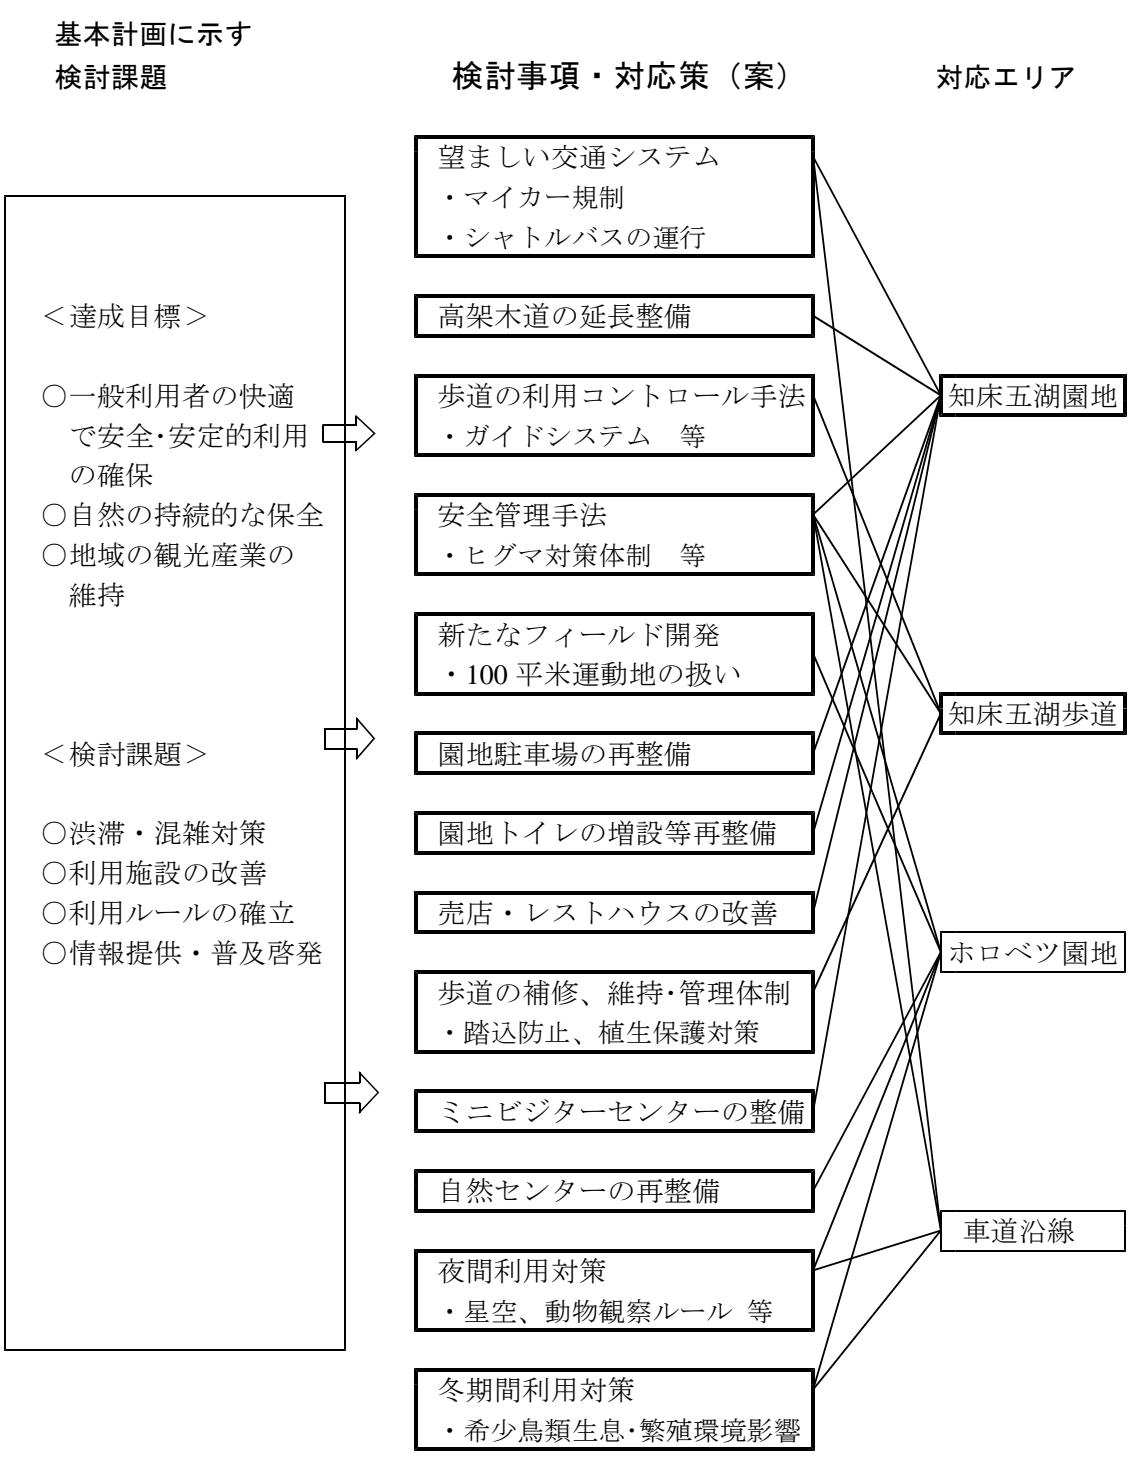 基本計画に示す
検討課題
検討事項・対応策（案）
対応エリア
＜達成目標＞
○一般利用者の快適
で安全･安定的利用
の確保
○自然の持続的な保全
○地域の観光産業の
維持
＜検討課題＞
○渋滞・混雑対策
○利用施設の改善
○利用ルールの確立
○情報提供・普及啓発
望ましい交通システム
・マイカー規制
・シャトルバスの運行
高架木道の延長整備
歩道の利用コントロール手法
・ガイドシステム　等
安全管理手法
・ヒグマ対策体制　等
新たなフィールド開発
・100 平米運動地の扱い
園地駐車場の再整備
園地トイレの増設等再整備
売店・レストハウスの改善
歩道の補修、維持･管理体制
・踏込防止、植生保護対策
ミニビジターセンターの整備
自然センターの再整備
夜間利用対策
・星空、動物観察ルール 等
冬期間利用対策
・希少鳥類生息･繁殖環境影響
知床五湖園地
知床五湖歩道
ホロベツ園地
車道沿線